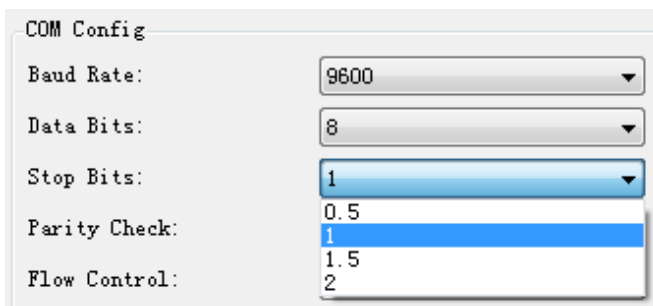 COM Config
Baud Rate: 9600
Data Bits: 8
Stop Bits: 1
0.5
Parity Check: 1
1.5
Flow Control: 2